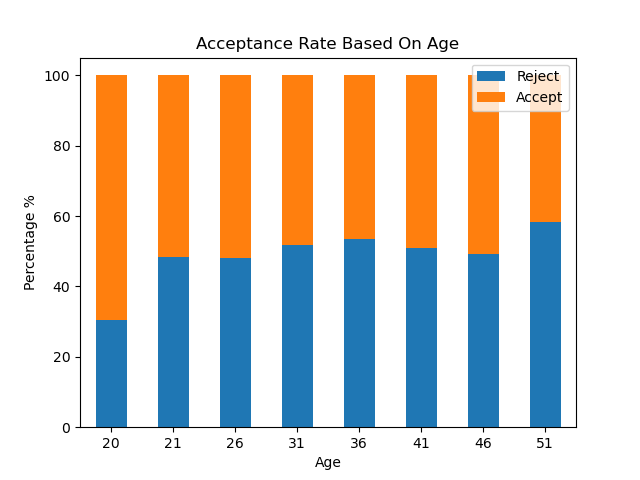 Acceptance Rate Based On Age
Reject
Accept
100
80
60
40
20
0
Percentage %
20 21 26 31 36 41 46 51
Age